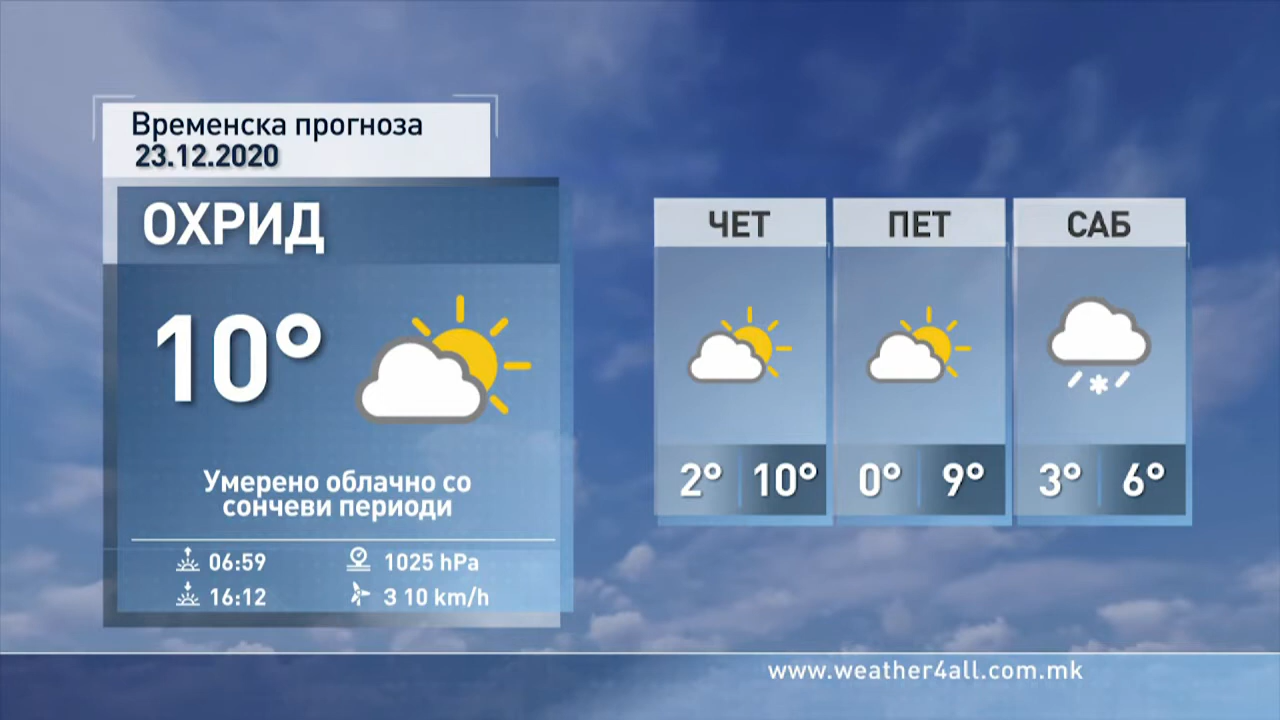 Временска прогноза
23.12.2020
ОХРИД
10°
Умерено облачно со
сончеви периоди
06:59 1025 hPa
16:12 З 10 km/h
ЧЕТ ПЕТ САБ
2° 10° 0° 9° 3° 6°
www.weather4all.com.mk